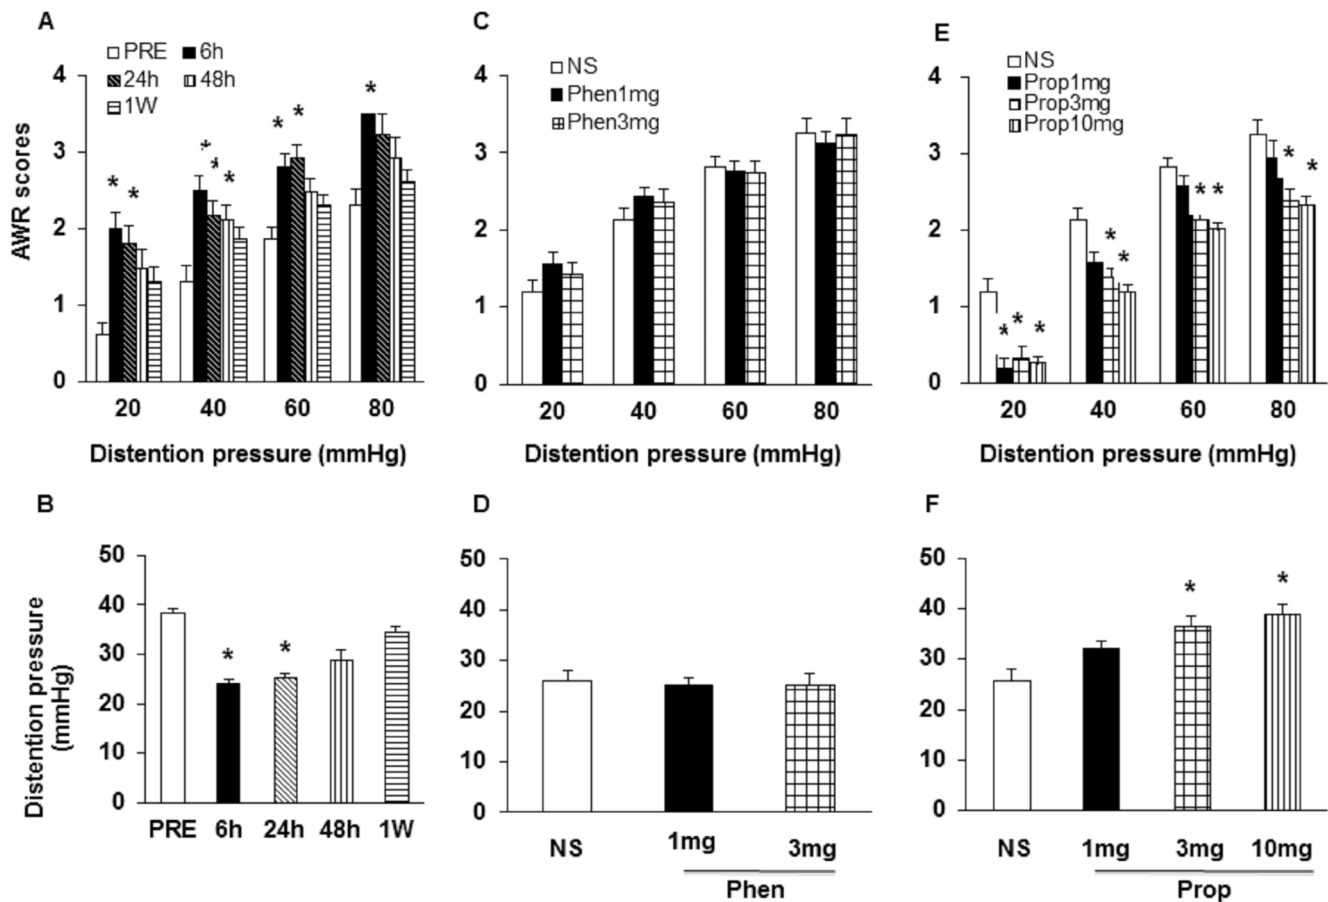 A
PRE 6h
24h 48h
1W
4
3
2
1
0
AWR scores
* * * * * * * *
20 40 60 80
Distention pressure (mmHg)
C
NS
Phen1mg
Phen3mg
4
3
2
1
0
20 40 60 80
Distention pressure (mmHg)
E
NS
Prop1mg
Prop3mg
Prop10mg
4
3
2
1
0
* * * * * * * * *
20 40 60 80
Distention pressure (mmHg)
B
50
40
30
20
10
0
Distention pressure
(mmHg)
* *
PRE 6h 24h 48h 1W
D
50
40
30
20
10
0
NS 1mg 3mg
Phen
F
50
40
30
20
10
0
* *
NS 1mg 3mg 10mg
Prop